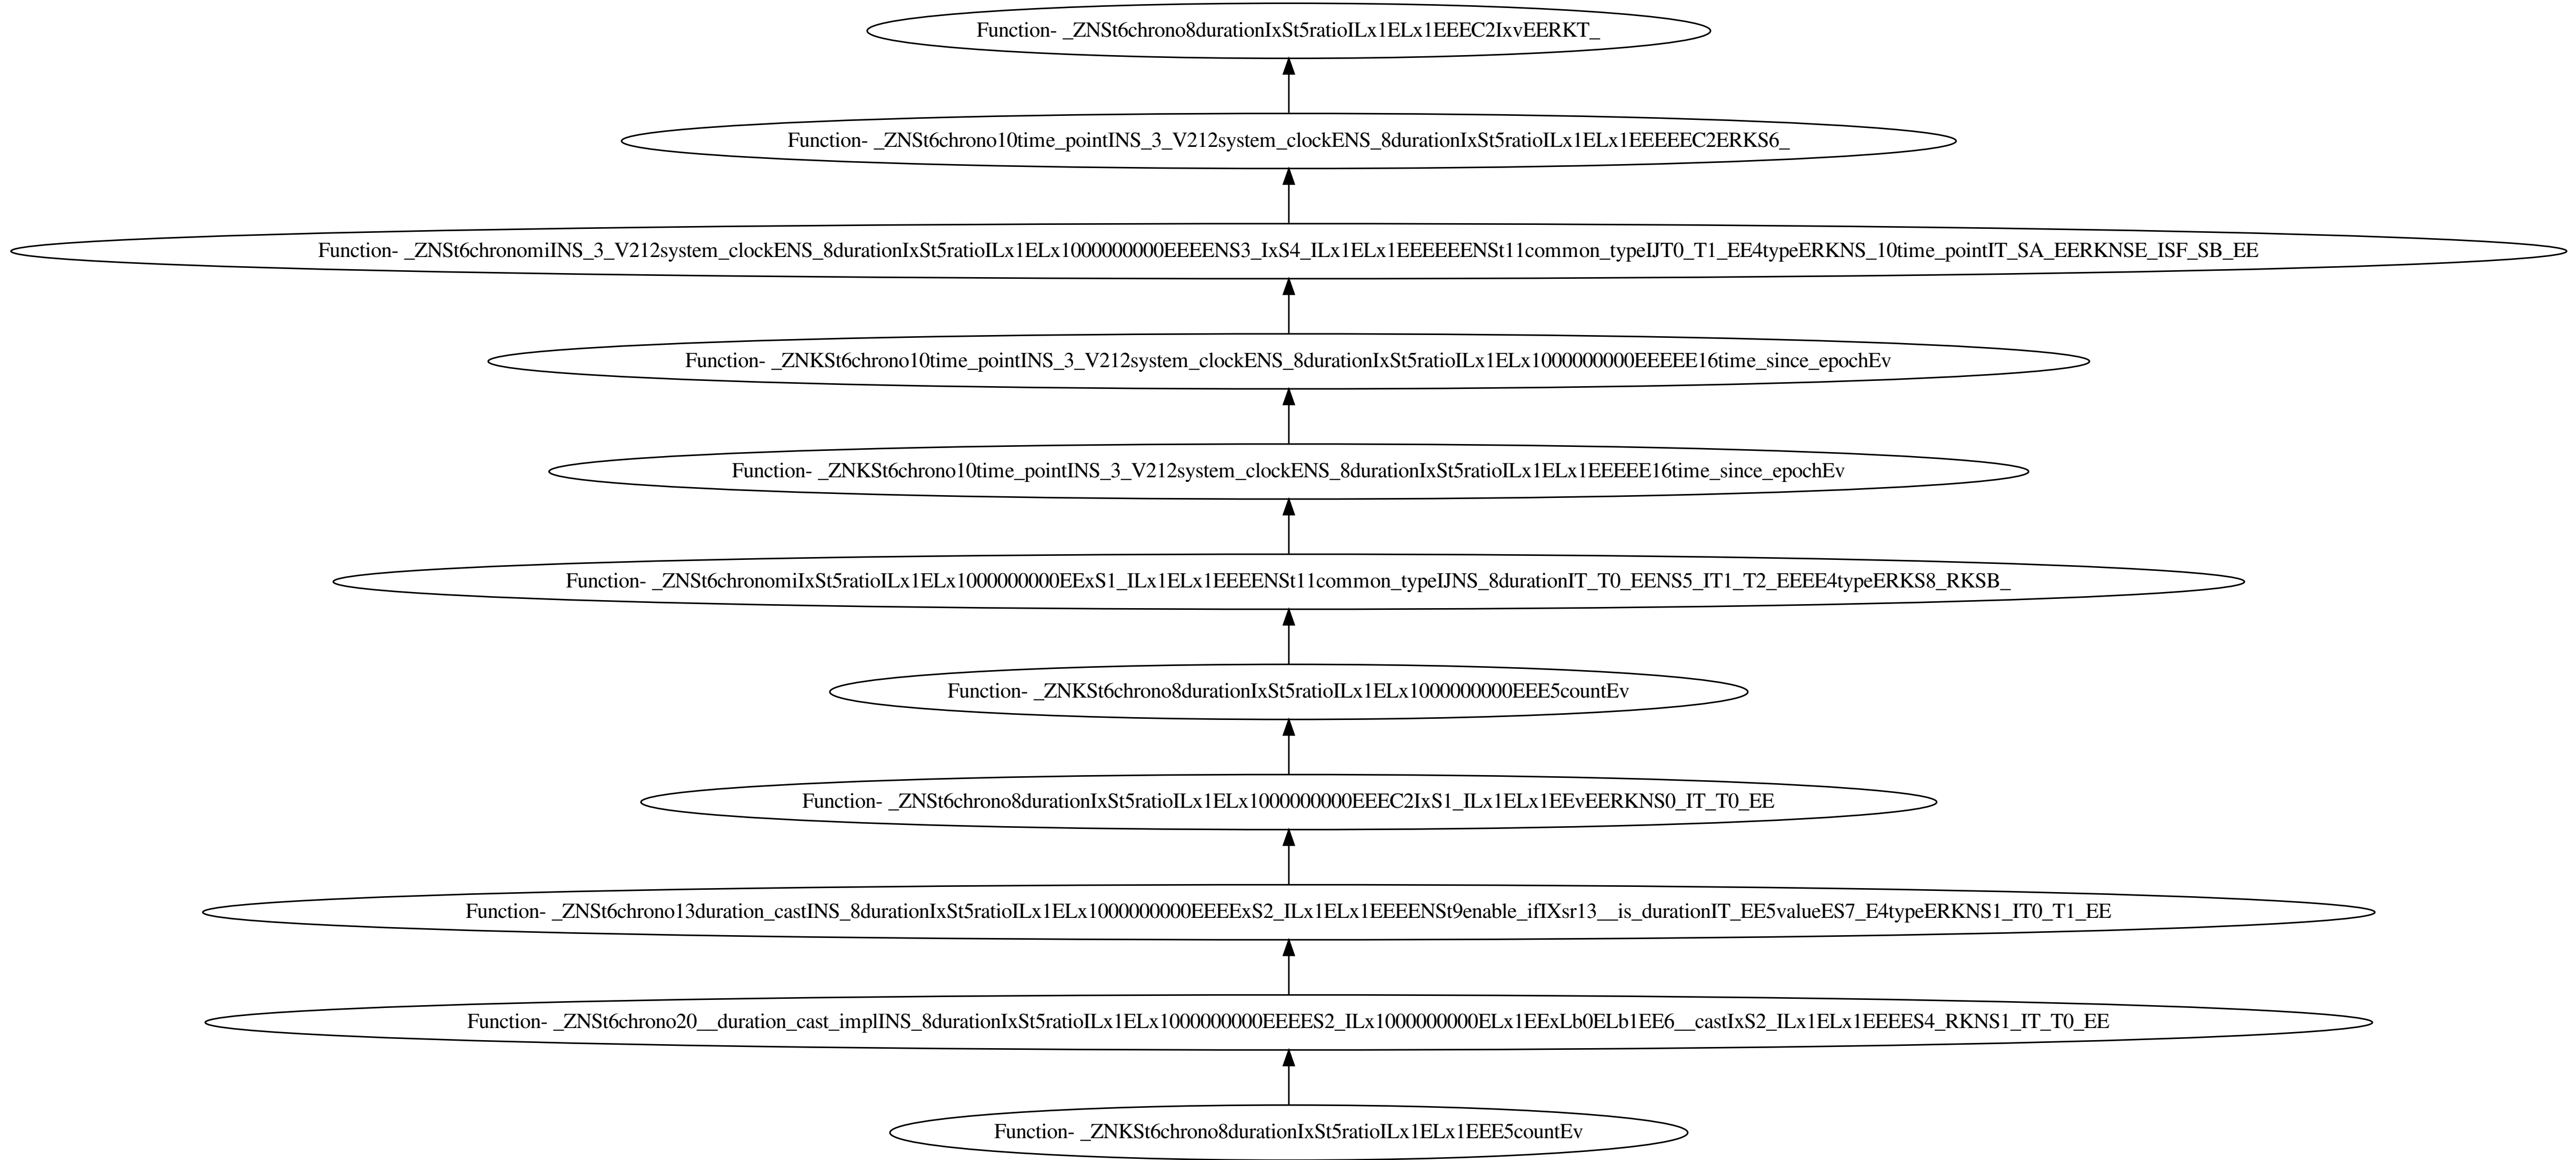 Function- _ZNSt6chrono8durationIxSt5ratioILx1ELx1EEEC2IxvEERKT_
Function- _ZNSt6chrono10time_pointINS_3_V212system_clockENS_8durationIxSt5ratioILx1ELx1EEEEEC2ERKS6_
Function- _ZNSt6chronomiINS_3_V212system_clockENS_8durationIxSt5ratioILx1ELx1000000000EEEENS3_IxS4_ILx1ELx1EEEEEENSt11common_typeIJT0_T1_EE4typeERKNS_10time_pointIT_SA_EERKNSE_ISF_SB_EE
Function- _ZNKSt6chrono10time_pointINS_3_V212system_clockENS_8durationIxSt5ratioILx1ELx1000000000EEEEE16time_since_epochEv
Function- _ZNKSt6chrono10time_pointINS_3_V212system_clockENS_8durationIxSt5ratioILx1ELx1EEEEE16time_since_epochEv
Function- _ZNSt6chronomiIxSt5ratioILx1ELx1000000000EExS1_ILx1ELx1EEEENSt11common_typeIJNS_8durationIT_T0_EENS5_IT1_T2_EEEE4typeERKS8_RKSB_
Function- _ZNKSt6chrono8durationIxSt5ratioILx1ELx1000000000EEE5countEv
Function- _ZNSt6chrono8durationIxSt5ratioILx1ELx1000000000EEEC2IxS1_ILx1ELx1EEvEERKNS0_IT_T0_EE
Function- _ZNSt6chrono13duration_castINS_8durationIxSt5ratioILx1ELx1000000000EEEExS2_ILx1ELx1EEEENSt9enable_ifIXsr13__is_durationIT_EE5valueES7_E4typeERKNS1_IT0_T1_EE
Function- _ZNSt6chrono20__duration_cast_implINS_8durationIxSt5ratioILx1ELx1000000000EEEES2_ILx1000000000ELx1EExLb0ELb1EE6__castIxS2_ILx1ELx1EEEES4_RKNS1_IT_T0_EE
Function- _ZNKSt6chrono8durationIxSt5ratioILx1ELx1EEE5countEv